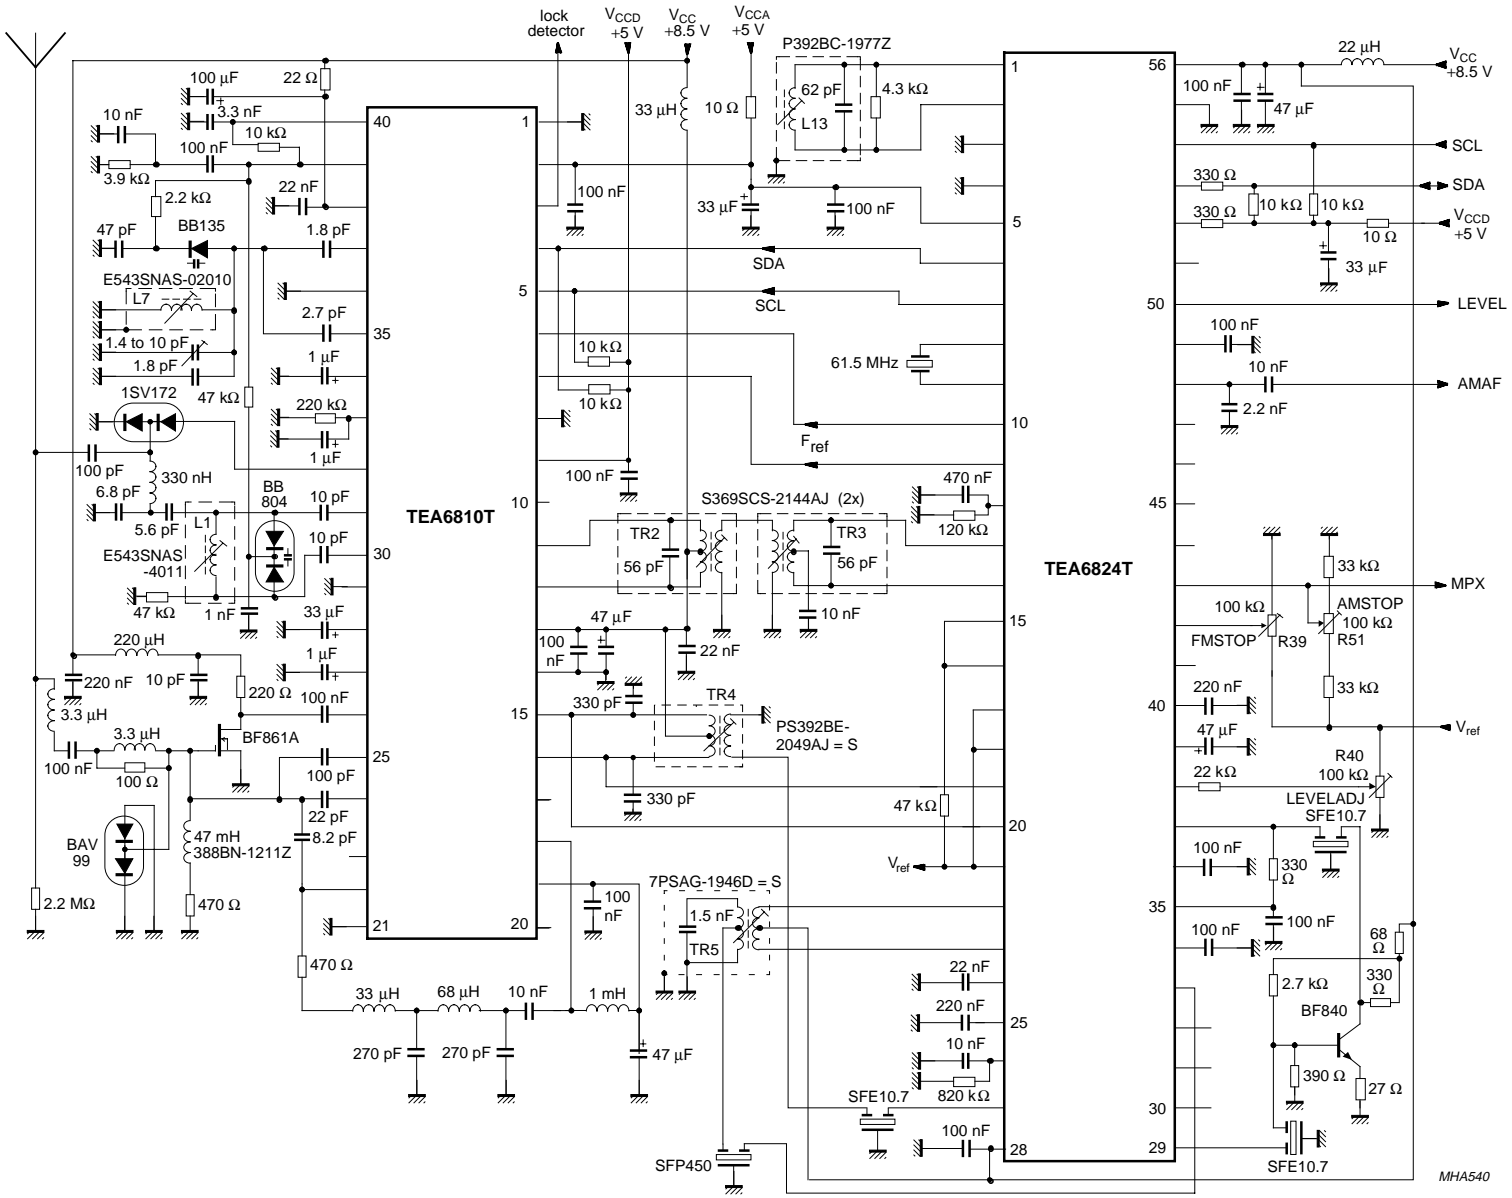 lock
detector
VCCD
+5 V
VCC
+8.5 V
VCCA
+5 V
P392BC-1977Z
62 pF
L13
4.3 kΩ
100 µF
22 Ω
3.3 nF
10 nF
10 kΩ
100 nF
3.9 kΩ
33 µH
10 Ω
40
1
1
56
22 µH
VCC
+8.5 V
100 nF
47 µF
SCL
330 Ω
SDA
10 kΩ
10 kΩ
330 Ω
VCCD
+5 V
10 Ω
33 µF
2.2 kΩ
22 nF
100 nF
33 µF
100 nF
5
47 pF
BB135
1.8 pF
SDA
E543SNAS-02010
L7
5
SCL
50
LEVEL
2.7 pF
35
1.4 to 10 pF
1.8 pF
1 µF
10 kΩ
61.5 MHz
100 nF
10 nF
AMAF
1SV172
47 kΩ
220 kΩ
10 kΩ
2.2 nF
1 µF
Fref
10
100 pF
330 nH
100 nF
470 nF
6.8 pF
BB
804
10 pF
S369SCS-2144AJ (2x)
TEA6810T
10
45
5.6 pF
L1
TR2
TR3
120 kΩ
E543SNAS
-4011
10 pF
30
56 pF
56 pF
TEA6824T
33 kΩ
47 kΩ
1 nF
33 µF
47 µF
10 nF
MPX
100 kΩ
AMSTOP
100 kΩ
FMSTOP
R39
R51
15
220 µH
100
nF
22 nF
220 nF
10 pF
1 µF
220 Ω
100 nF
330 pF
TR4
33 kΩ
220 nF
40
3.3 µH
15
PS392BE-
2049AJ = S
47 µF
Vref
3.3 µH
BF861A
100 nF
100 Ω
25
100 pF
22 kΩ
R40
100 kΩ
LEVELADJ
SFE10.7
22 pF
330 pF
47 kΩ
20
BAV
99
47 mH
388BN-1211Z
8.2 pF
Vref
100 nF
330
Ω
2.2 MΩ
470 Ω
7PSAG-1946D = S
100
nF
1.5 nF
TR5
35
100 nF
21
20
100 nF
68
Ω
470 Ω
22 nF
2.7 kΩ
330
Ω
33 µH
68 µH
10 nF
1 mH
220 nF
25
BF840
270 pF
270 pF
47 µF
10 nF
390 Ω
27 Ω
820 kΩ
SFE10.7
30
100 nF
28
29
SFP450
SFE10.7
MHA540